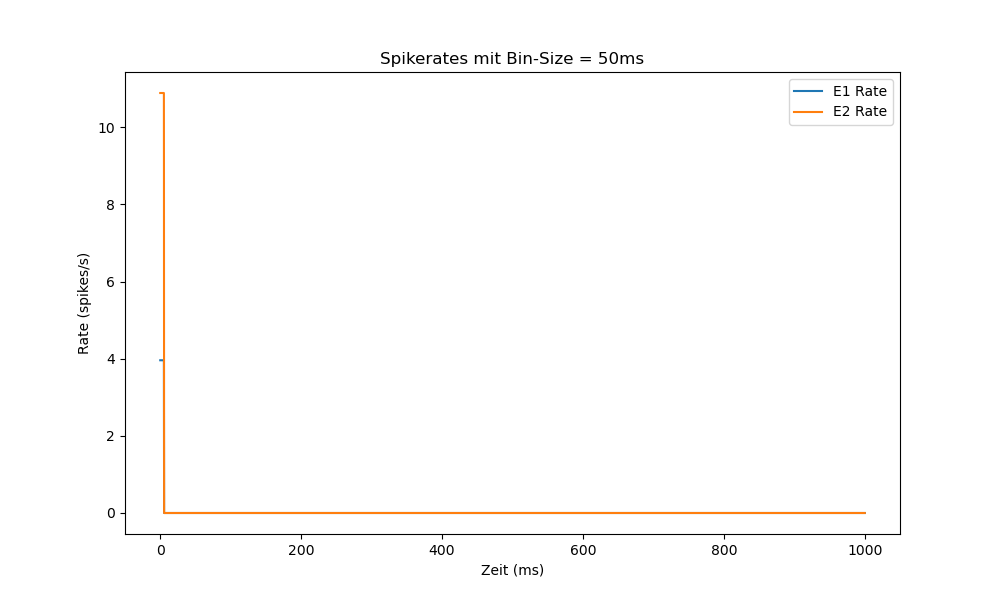 Spikerates mit Bin-Size = 50ms
E1 Rate
E2 Rate
10
8
6
4
2
0
Rate (spikes/s)
0 200 400 600 800 1000
Zeit (ms)